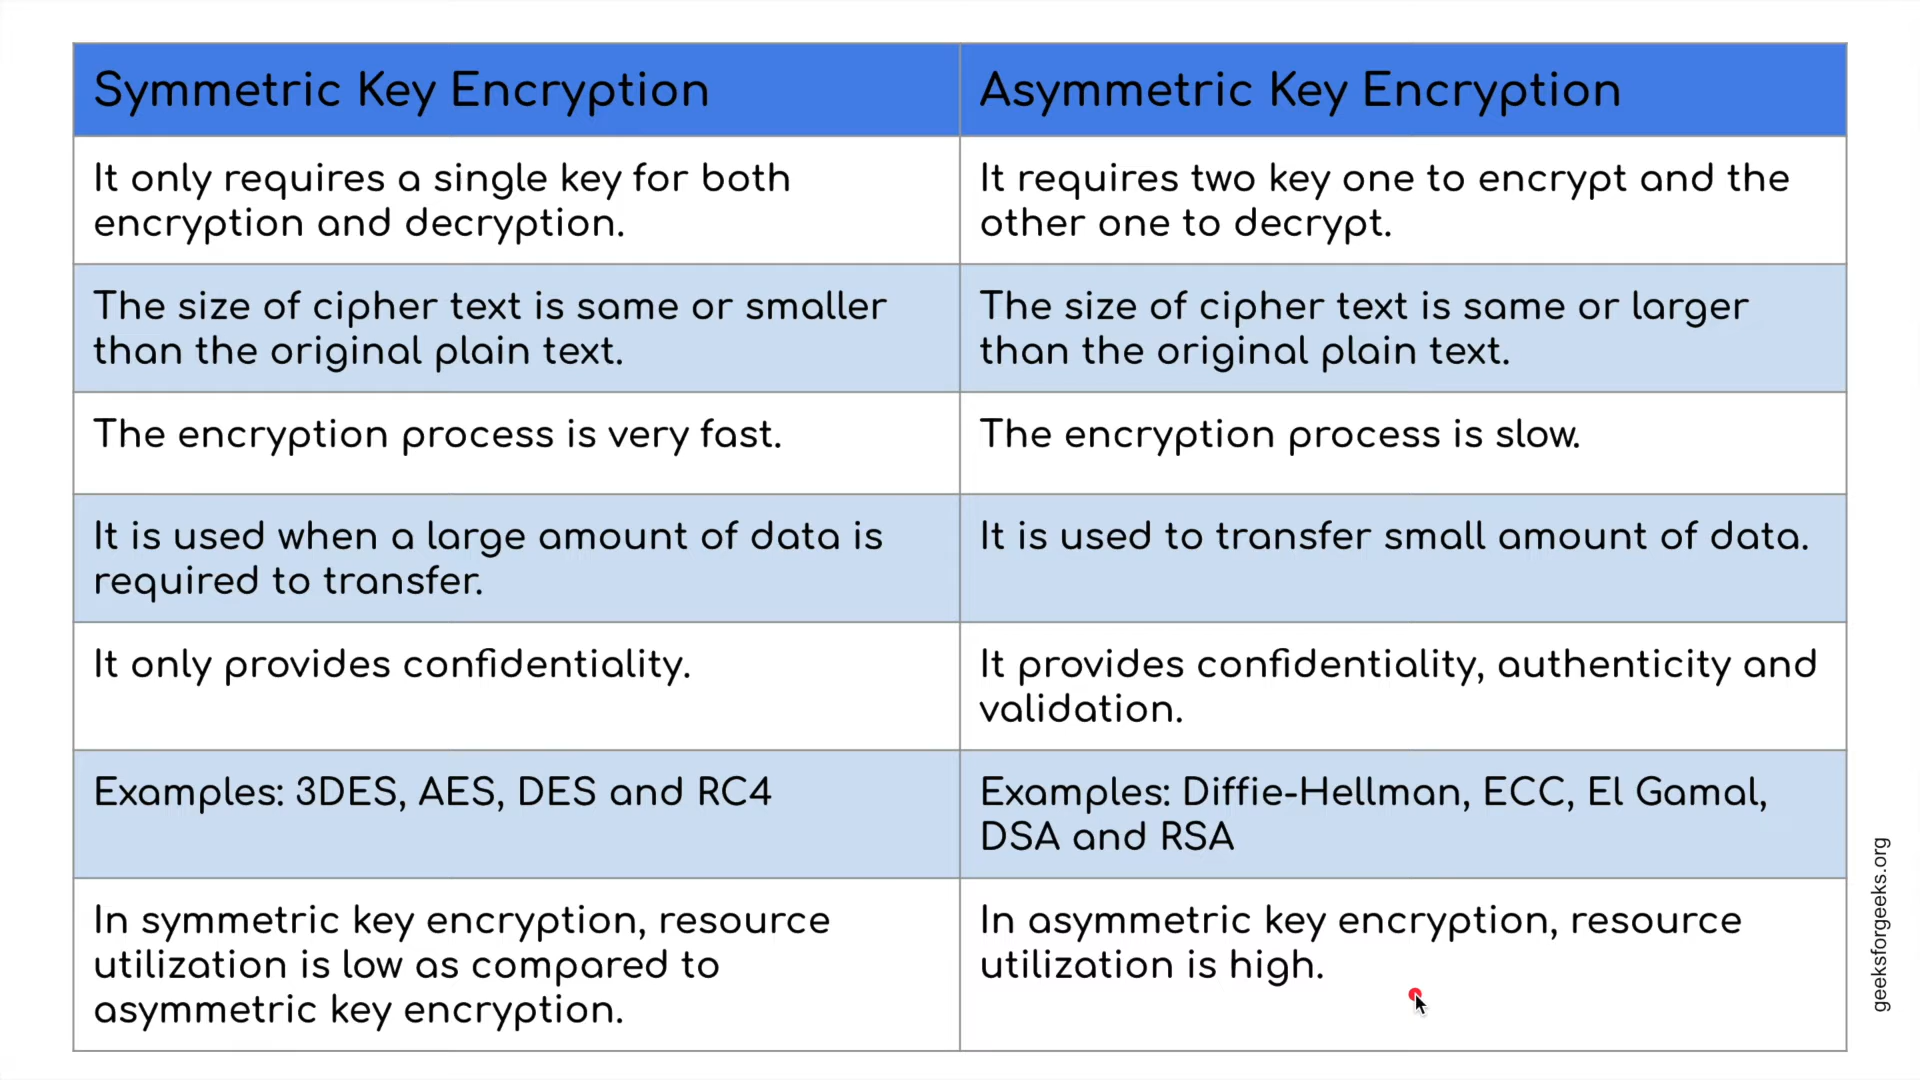 Symmetric Key Encryption
Asymmetric Key Encryption
It only requires a single key for both
encryption and decryption.
It requires two key one to encrypt and the
other one to decrypt.
The size of cipher text is same or smaller
than the original plain text.
The size of cipher text is same or larger
than the original plain text.
The encryption process is very fast.
The encryption process is slow.
It is used when a large amount of data is
required to transfer.
It is used to transfer small amount of data.
It only provides confidentiality.
It provides confidentiality, authenticity and
validation.
Examples: 3DES, AES, DES and RC4
Examples: Diffie-Hellman, ECC, El Gamal,
DSA and RSA
In symmetric key encryption, resource
utilization is low as compared to
asymmetric key encryption.
In asymmetric key encryption, resource
utilization is high.
geeksforgeeks.org